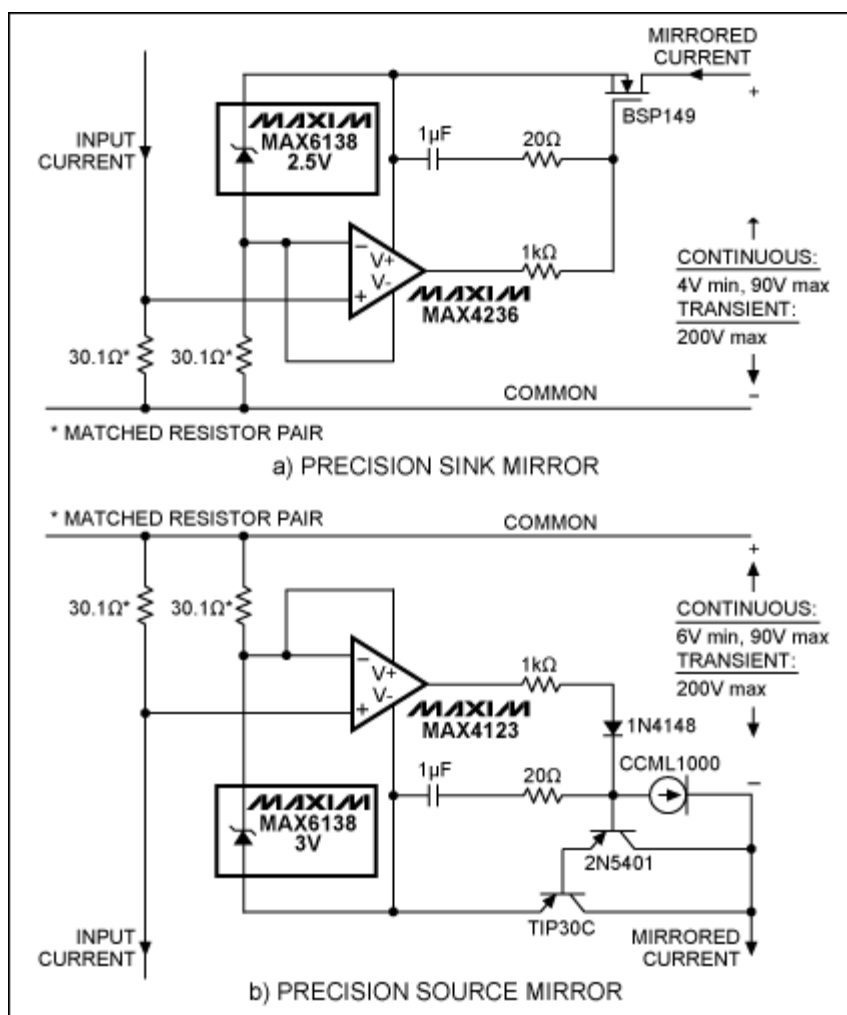 MIRRORED
CURRENT
+
BSP149
INPUT
CURRENT
MAXIM
MAX6138
2.5V
1µF
20Ω
−
V+
V-
+
1kΩ
MAXIM
MAX4236
CONTINUOUS:
4V min, 90V max
TRANSIENT:
200V max
30.1Ω*
30.1Ω*
COMMON
−
* MATCHED RESISTOR PAIR
a) PRECISION SINK MIRROR
* MATCHED RESISTOR PAIR
COMMON
+
30.1Ω*
30.1Ω*
CONTINUOUS:
6V min, 90V max
TRANSIENT:
200V max
−
V+
V-
+
1kΩ
MAXIM
MAX4123
1N4148
CCML1000
−
1µF
20Ω
MAXIM
MAX6138
3V
2N5401
TIP30C
INPUT
CURRENT
MIRRORED
CURRENT
b) PRECISION SOURCE MIRROR